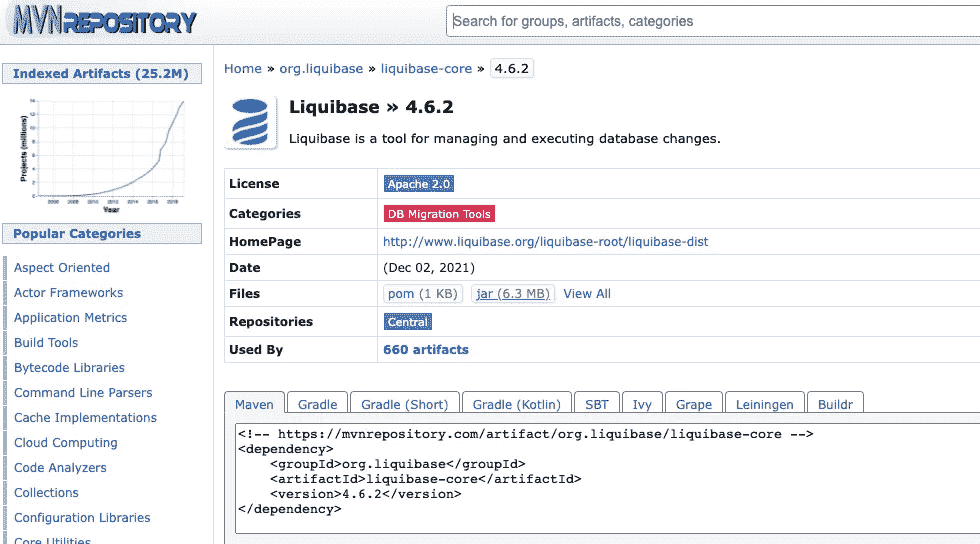 MVNREPOSITORY
Search for groups, artifacts, categories
Indexed Artifacts (25.2M)
Projects (millions)
Year
Popular Categories
Aspect Oriented
Actor Frameworks
Application Metrics
Build Tools
Bytecode Libraries
Command Line Parsers
Cache Implementations
Cloud Computing
Code Analyzers
Collections
Configuration Libraries
Core Utilities
Home » org.liquibase » liquibase-core » 4.6.2
Liquibase » 4.6.2
Liquibase is a tool for managing and executing database changes.
License Apache 2.0
Categories DB Migration Tools
HomePage http://www.liquibase.org/liquibase-root/liquibase-dist
Date (Dec 02, 2021)
Files pom (1 KB) jar (6.3 MB) View All
Repositories Central
Used By 660 artifacts
Maven Gradle Gradle (Short) Gradle (Kotlin) SBT Ivy Grape Leiningen Buildr
<!-- https://mvnrepository.com/artifact/org.liquibase/liquibase-core -->
<dependency>
    <groupId>org.liquibase</groupId>
    <artifactId>liquibase-core</artifactId>
    <version>4.6.2</version>
</dependency>